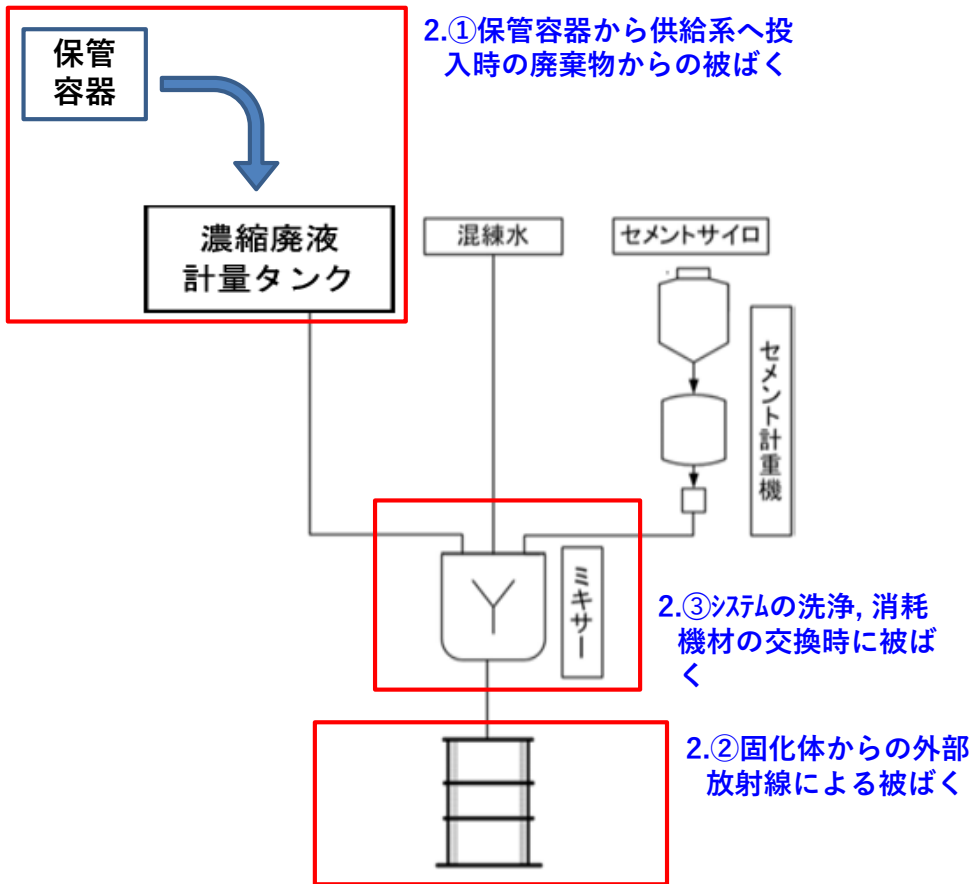 保管
容器
2.①保管容器から供給系へ投
入時の廃棄物からの被ばく
濃縮廃液
計量タンク
混練水
セメントサイロ
セメント計重機
ミキサー
2.③ｼｽﾃﾑの洗浄, 消耗
機材の交換時に被ば
く
2.②固化体からの外部
放射線による被ばく